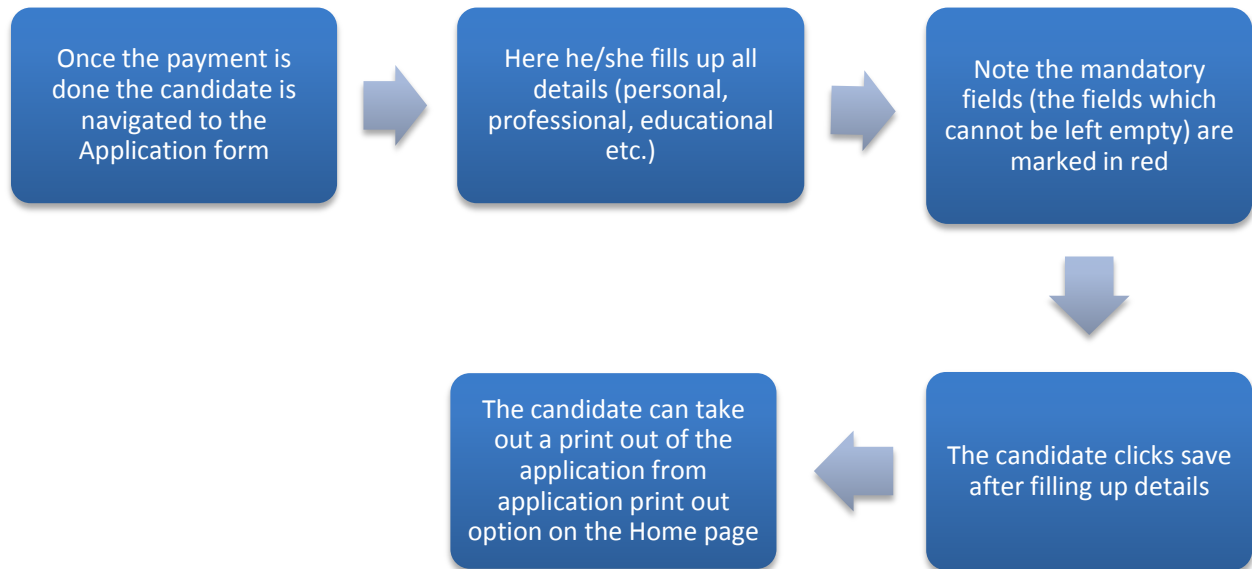 Once the payment is
done the candidate is
navigated to the
Application form
Here he/she fills up all
details (personal,
professional, educational
etc.)
Note the mandatory
fields (the fields which
cannot be left empty) are
marked in red
The candidate clicks save
after filling up details
The candidate can take
out a print out of the
application from
application print out
option on the Home page